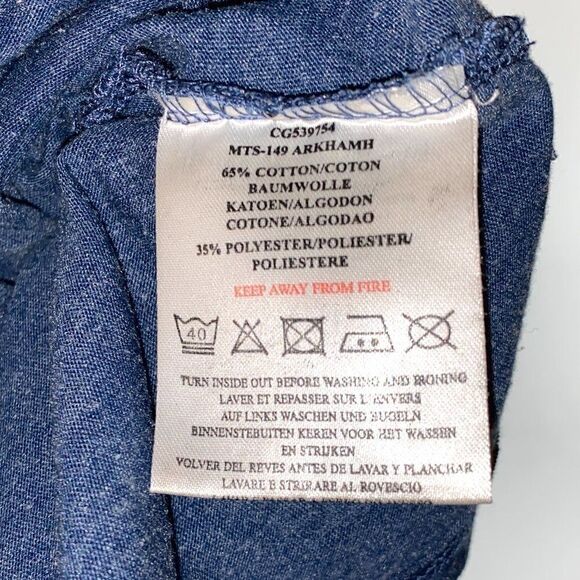 CG539754
MTS-149 ARKHAMH
65% COTTON/COTON
BAUMWOLLE
KATOEN/ALGODON
COTONE/ALGODAO
35% POLYESTER/POLIESTER/
POLIESTERE
KEEP AWAY FROM FIRE
40
TURN INSIDE OUT BEFORE WASHING AND IRONING
LAVER ET REPASSER SUR L'ENVERS
AUF LINKS WASCHEN UND BUGELN
BINNENSTEBUITEN KEREN VOOR HET WASSEN
EN STRIJKEN
VOLVER DEL REVES ANTES DE LAVAR Y PLANCHAR
LAVARE E STRIRARE AL ROVESCIO